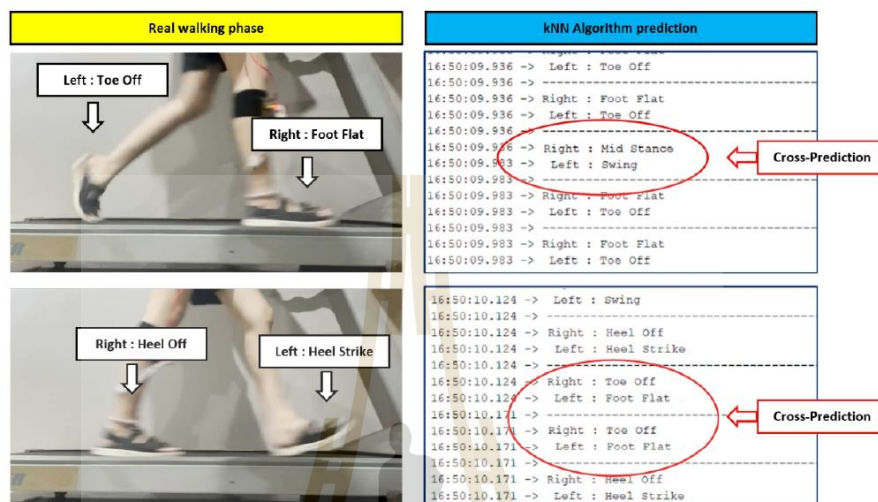 Real walking phase
kNN Algorithm prediction
Left : Toe Off
Right : Foot Flat
16:50:09.936 -> Left : Toe Off
16:50:09.936 -> --------------------------------
16:50:09.936 -> Right : Foot Flat
16:50:09.936 -> Left : Toe Off
16:50:09.936 -> --------------------------------
16:50:09.936 -> Right : Mid Stance
16:50:09.983 -> Left : Swing
16:50:09.983 -> --------------------------------
16:50:09.983 -> Right : Foot Flat
16:50:09.983 -> Left : Toe Off
16:50:09.983 -> --------------------------------
16:50:09.983 -> Right : Foot Flat
16:50:09.983 -> Left : Toe Off
Cross-Prediction
Right : Heel Off
Left : Heel Strike
16:50:10.124 -> Left : Swing
16:50:10.124 -> --------------------------------
16:50:10.124 -> Right : Heel Off
16:50:10.124 -> Left : Heel Strike
16:50:10.124 -> --------------------------------
16:50:10.124 -> Right : Toe Off
16:50:10.124 -> Left : Foot Flat
16:50:10.171 -> --------------------------------
16:50:10.171 -> Right : Toe Off
16:50:10.171 -> Left : Foot Flat
16:50:10.171 -> --------------------------------
16:50:10.171 -> Right : Heel Off
16:50:10.171 -> Left : Heel Strike
Cross-Prediction